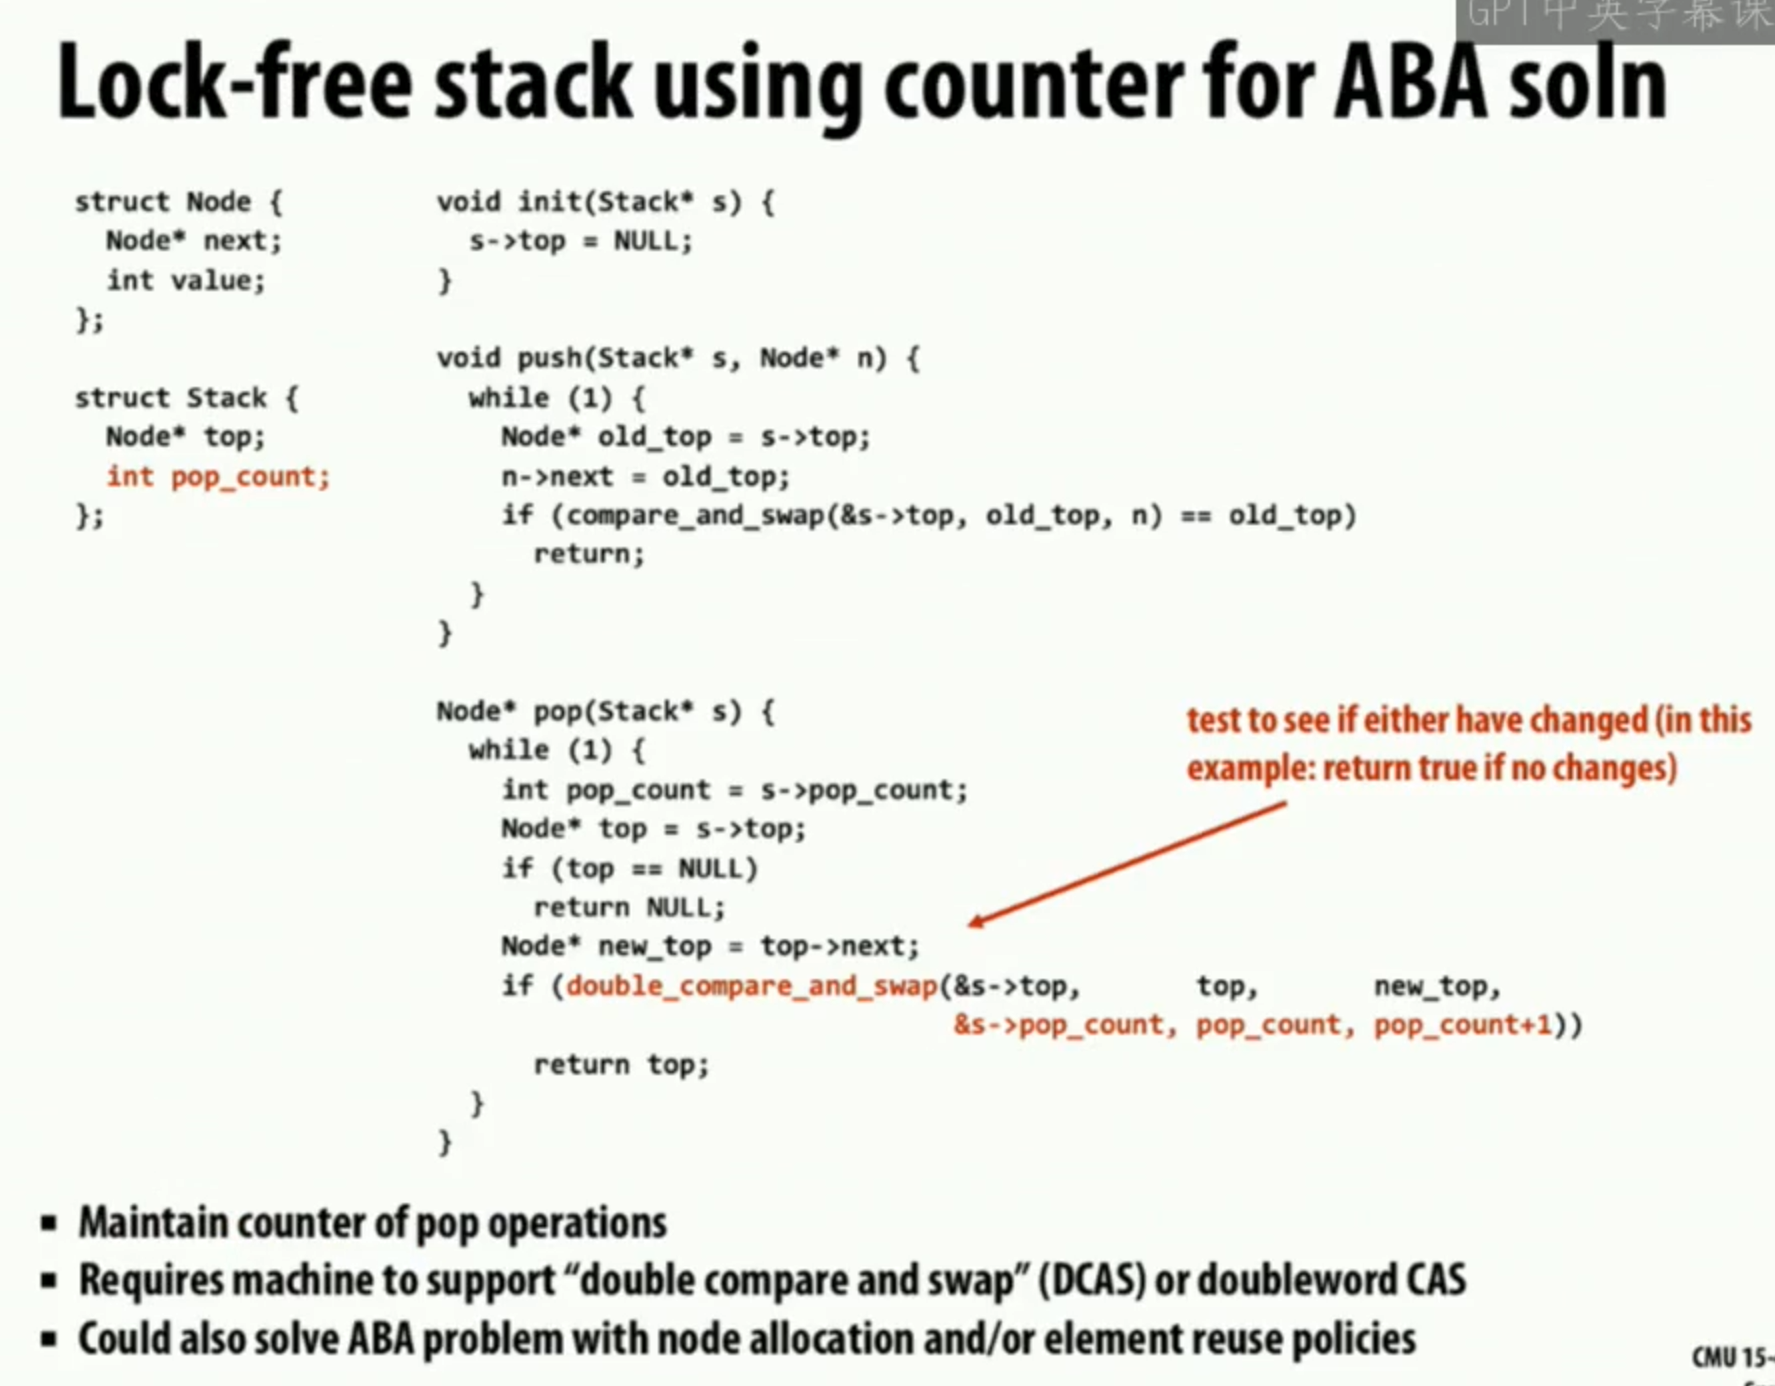 GPT中英字幕课
Lock-free stack using counter for ABA soln
struct Node {
Node* next;
int value;
};
struct Stack {
Node* top;
int pop_count;
};
void init(Stack* s) {
s->top = NULL;
}
void push(Stack* s, Node* n) {
while (1) {
Node* old_top = s->top;
n->next = old_top;
if (compare_and_swap(&s->top, old_top, n) == old_top)
return;
}
}
Node* pop(Stack* s) {
while (1) {
int pop_count = s->pop_count;
Node* top = s->top;
if (top == NULL)
return NULL;
Node* new_top = top->next;
if (double_compare_and_swap(&s->top, top, new_top,
&s->pop_count, pop_count, pop_count+1))
return top;
}
}
test to see if either have changed (in this
example: return true if no changes)
▪ Maintain counter of pop operations
▪ Requires machine to support “double compare and swap” (DCAS) or doubleword CAS
▪ Could also solve ABA problem with node allocation and/or element reuse policies
CMU 15-